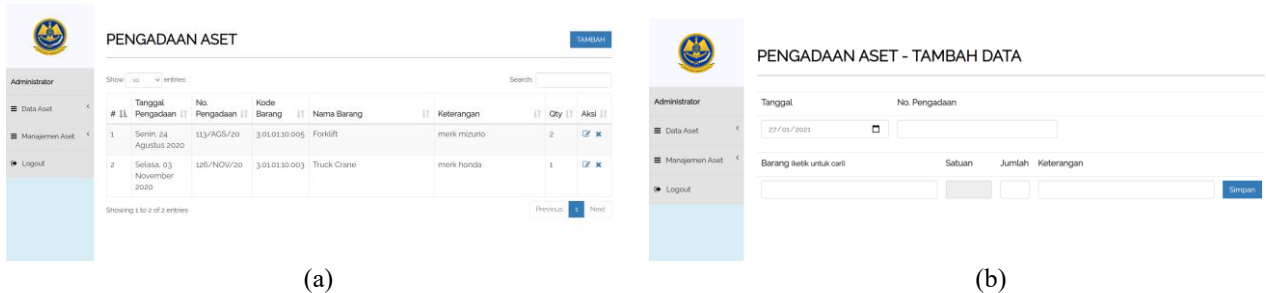 PENGADAAN ASET
TAMBAH
Administrator
Data Aset
Manajemen Aset
Logout
Show 10 entries
Search:
# Tanggal Pengadaan No. Pengadaan Kode Barang Nama Barang Keterangan Qty Aksi
1 Senin, 24 Agustus 2020 113/AGS/20 3.01.01.10.005 Forklift merk mizuno 2
2 Selasa, 03 November 2020 126/NOV/20 3.01.01.10.003 Truck Crane merk honda 1
Showing 1 to 2 of 2 entries
Previous 1 Next
(a)
PENGADAAN ASET - TAMBAH DATA
Administrator
Data Aset
Manajemen Aset
Logout
Tanggal No. Pengadaan
27/01/2021
Barang (ketik untuk cari) Satuan Jumlah Keterangan
Simpan
(b)